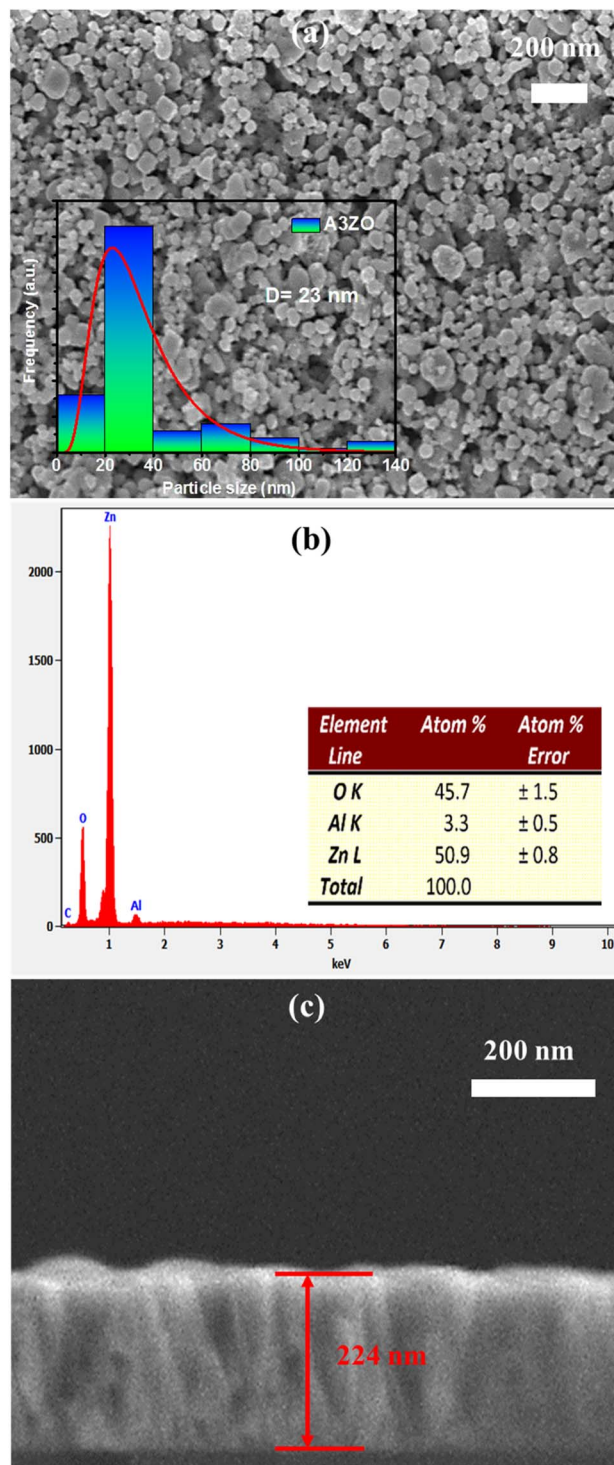 (a)
200 nm
A3ZO
D= 23 nm
Frequency (a.u.)
0 20 40 60 80 100 120 140
Particle size (nm)
(b)
Zn
2000
1500
1000
500
0
O
C
Al
1 2 3 4 5 6 7 8 9 10
keV
Element Line Atom % Atom % Error
O K 45.7 ± 1.5
Al K 3.3 ± 0.5
Zn L 50.9 ± 0.8
Total 100.0
(c)
200 nm
224 nm